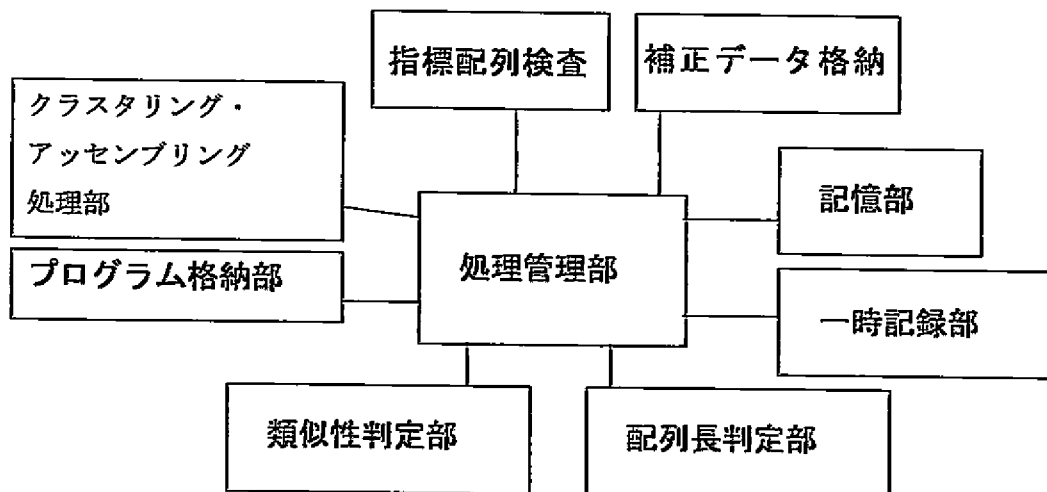 指標配列検査
補正データ格納
クラスタリング・
アッセンブリング
処理部
記憶部
処理管理部
プログラム格納部
一時記録部
類似性判定部
配列長判定部